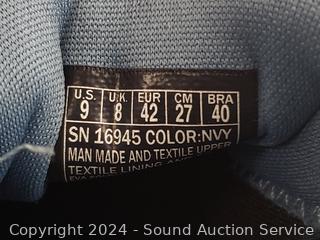 U.S. U.K. EUR CM BRA
9 8 42 27 40
SN 16945 COLOR:NVY
MAN MADE AND TEXTILE UPPER
TEXTILE LINING AND
Copyright © 2024 - Sound Auction Service